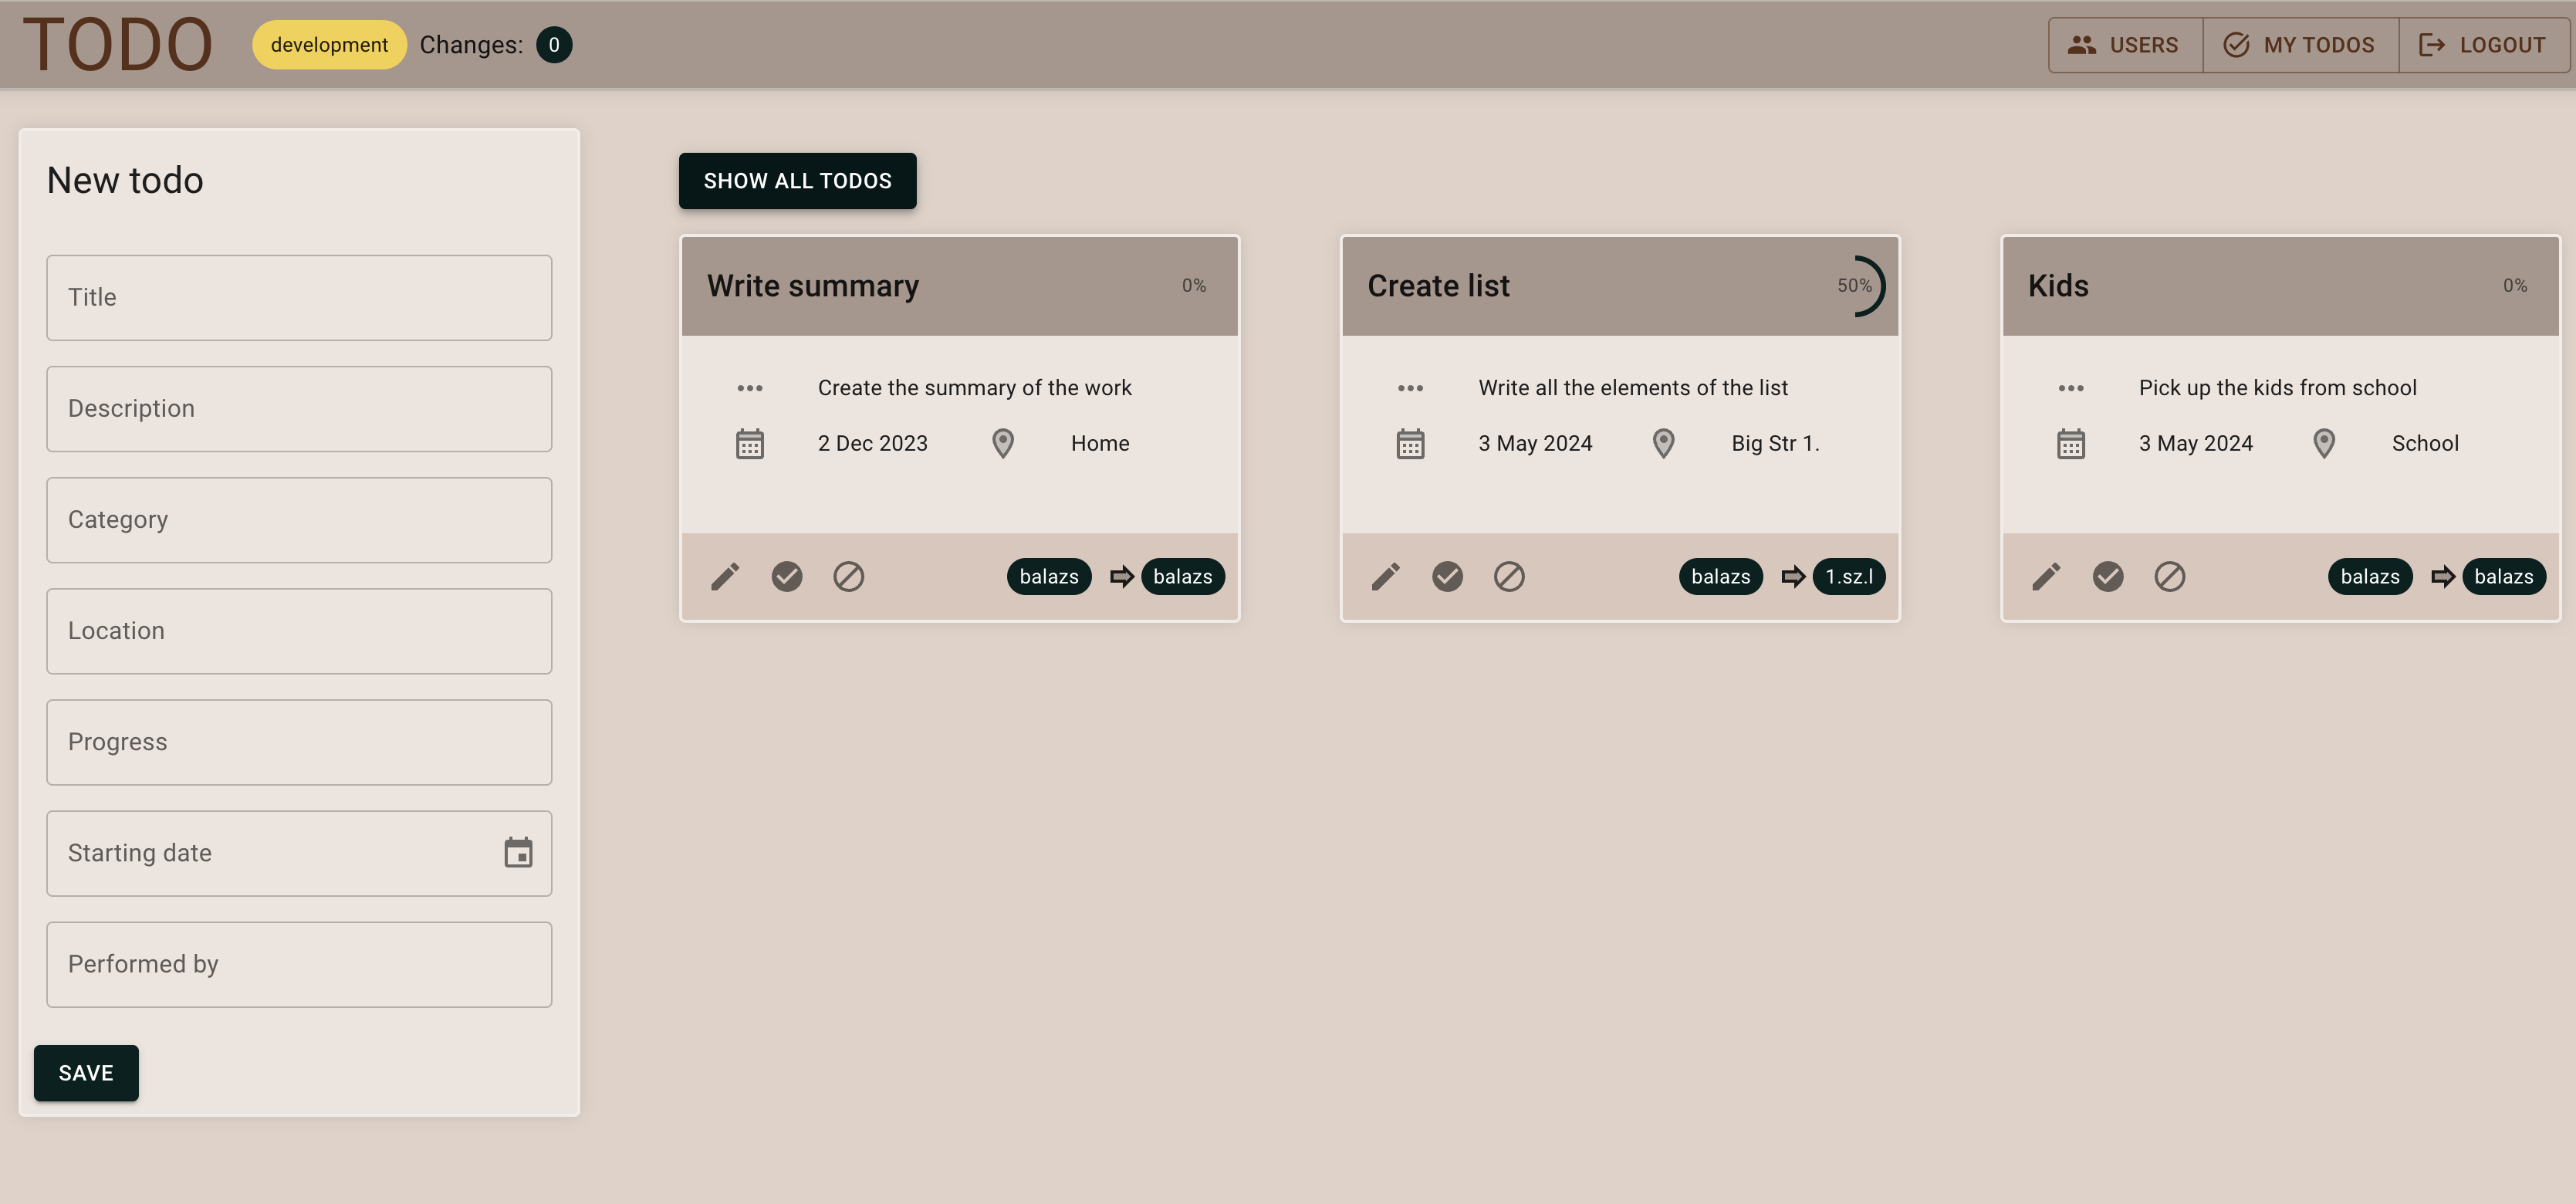 TODO development Changes: 0 USERS MY TODOS LOGOUT
New todo
Title
Description
Category
Location
Progress
Starting date
Performed by
SAVE
SHOW ALL TODOS
Write summary 0%
Create the summary of the work
2 Dec 2023 Home
balazs balazs
Create list 50%
Write all the elements of the list
3 May 2024 Big Str 1.
balazs 1.sz.l
Kids 0%
Pick up the kids from school
3 May 2024 School
balazs balazs